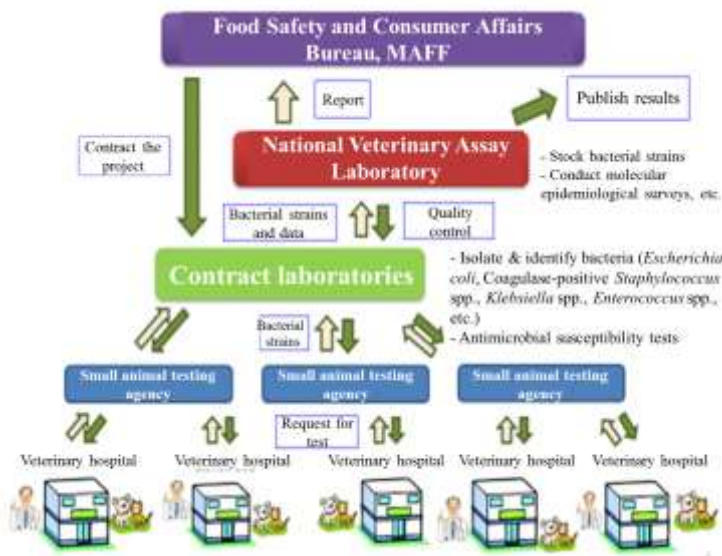 Food Safety and Consumer Affairs
Bureau, MAFF
Report
Publish results
Contract the
project
National Veterinary Assay
Laboratory
- Stock bacterial strains
- Conduct molecular
epidemiological surveys, etc.
Bacterial strains
and data
Quality
control
Contract laboratories
- Isolate & identify bacteria (Escherichia
coli, Coagulase-positive Staphylococcus
spp., Klebsiella spp., Enterococcus spp.,
etc.)
- Antimicrobial susceptibility tests
Bacterial
strains
Small animal testing
agency
Small animal testing
agency
Small animal testing
agency
Request for
test
Veterinary hospital
Veterinary hospital
Veterinary hospital
Veterinary hospital
Veterinary hospital